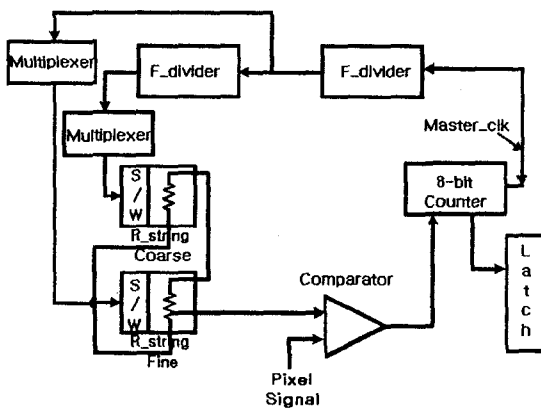 Multiplexer
F_divider
F_divider
Multiplexer
Master_clk
S
/
W
R_string
Coarse
8-bit
Counter
L
a
t
c
h
Comparator
S
/
W
R_string
Fine
Pixel
Signal